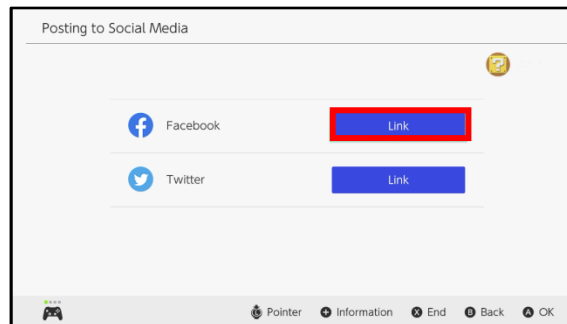 Posting to Social Media
Facebook Link
Twitter Link
Pointer + Information X End B Back A OK